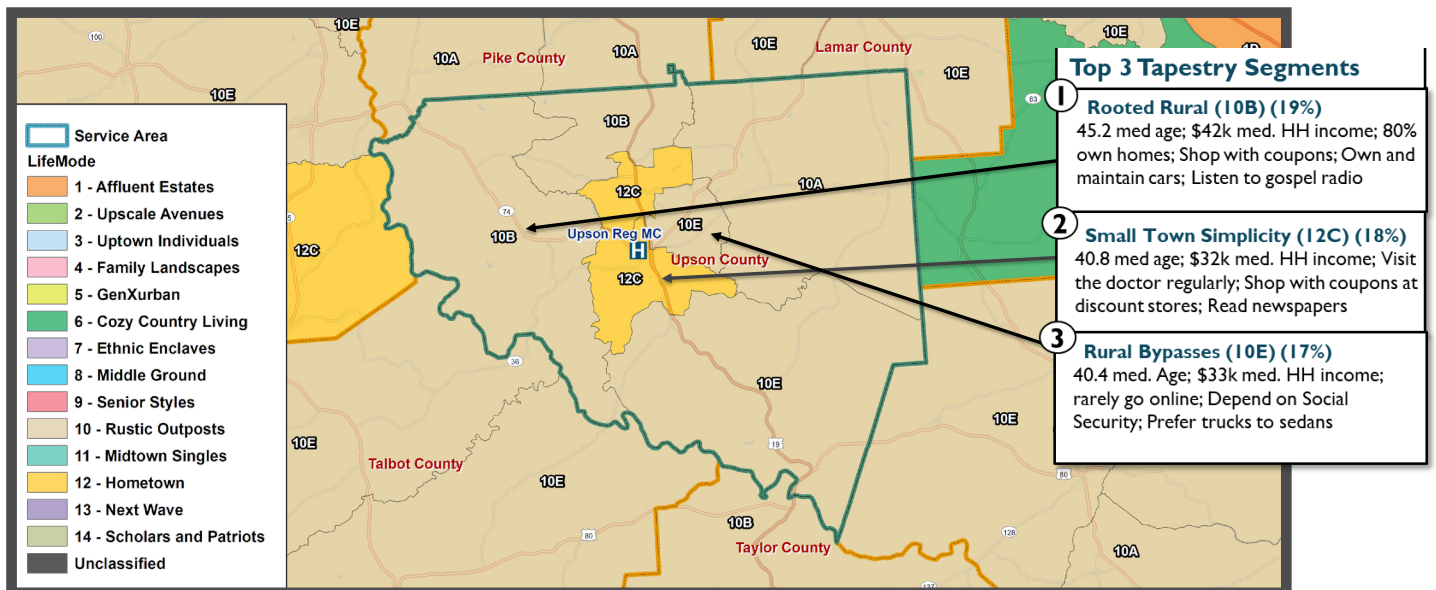 10E
10E
10E
100
10A
Pike County
10A
Lamar County
10E
10E
83
Top 3 Tapestry Segments
1
Rooted Rural (10B) (19%)
45.2 med age; $42k med. HH income; 80%
own homes; Shop with coupons; Own and
maintain cars; Listen to gospel radio
2
Small Town Simplicity (12C) (18%)
40.8 med age; $32k med. HH income; Visit
the doctor regularly; Shop with coupons at
discount stores; Read newspapers
3
Rural Bypasses (10E) (17%)
40.4 med. Age; $33k med. HH income;
rarely go online; Depend on Social
Security; Prefer trucks to sedans
Service Area
LifeMode
1 - Affluent Estates
2 - Upscale Avenues
3 - Uptown Individuals
4 - Family Landscapes
5 - GenXurban
6 - Cozy Country Living
7 - Ethnic Enclaves
8 - Middle Ground
9 - Senior Styles
10 - Rustic Outposts
11 - Midtown Singles
12 - Hometown
13 - Next Wave
14 - Scholars and Patriots
Unclassified
10B
12C
10A
74
10B
Upson Reg MC
H
10E
12C
Upson County
12C
36
10E
19
10E
10E
Talbot County
10E
80
80
10B
Taylor County
128
10A